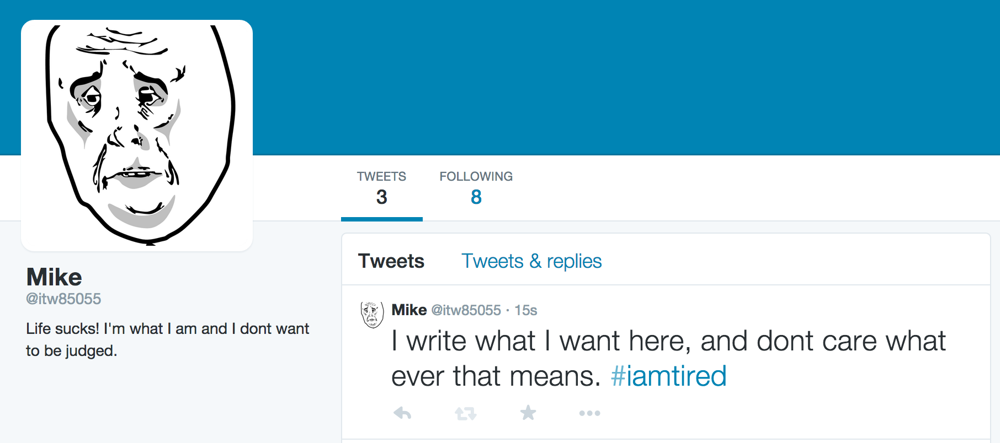 TWEETS
3
FOLLOWING
8
Mike
@itw85055
Life sucks! I'm what I am and I dont want
to be judged.
Tweets
Tweets & replies
Mike @itw85055 · 15s
I write what I want here, and dont care what
ever that means. #iamtired